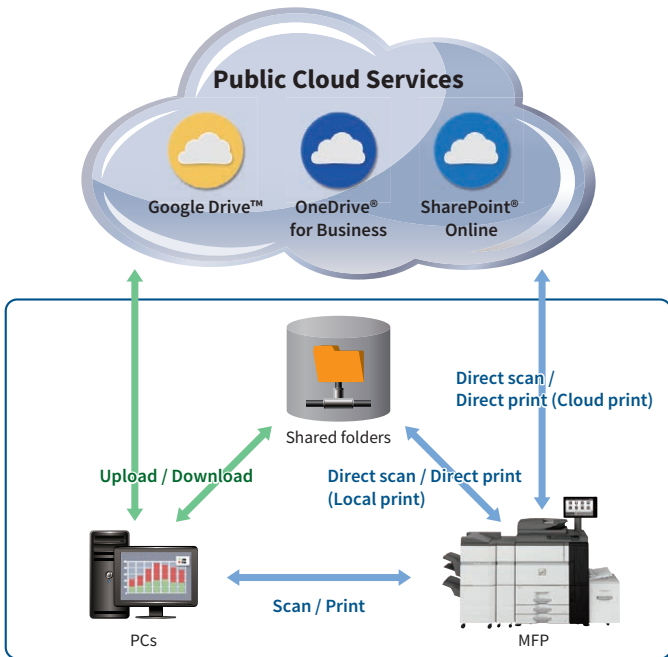 Public Cloud Services
Google Drive™
OneDrive®
for Business
SharePoint®
Online
Direct scan /
Direct print (Cloud print)
Shared folders
Upload / Download
Direct scan / Direct print
(Local print)
Scan / Print
PCs
MFP